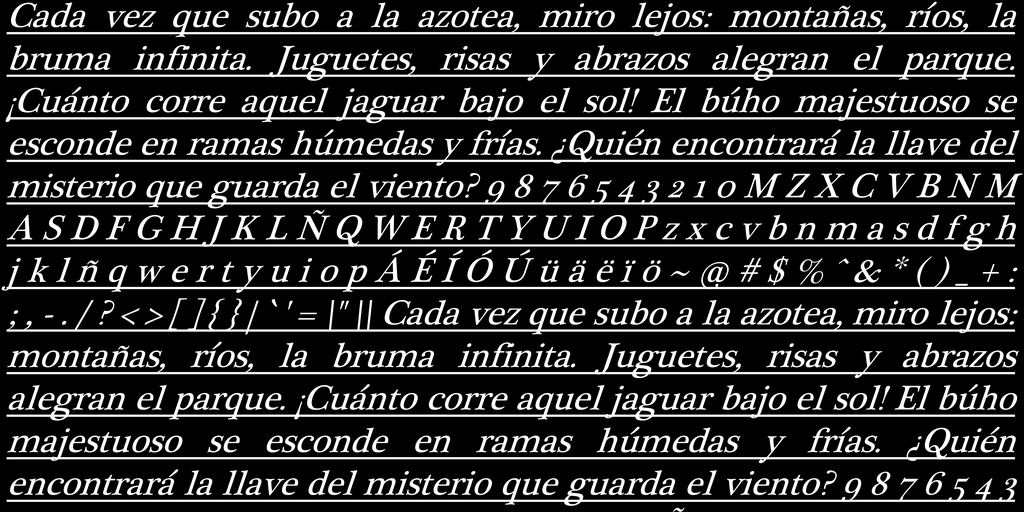 Cada vez que subo a la azotea, miro lejos: montañas, ríos, la
bruma infinita. Juguetes, risas y abrazos alegran el parque.
¡Cuánto corre aquel jaguar bajo el sol! El búho majestuoso se
esconde en ramas húmedas y frías. ¿Quién encontrará la llave del
misterio que guarda el viento? 9 8 7 6 5 4 3 2 1 0 M Z X C V B N M
A S D F G H J K L Ñ Q W E R T Y U I O P z x c v b n m a s d f g h
j k l ñ q w e r t y u i o p Á É Í Ó Ú ü ä ë ï ö ~ @ # $ % ^ & * ( ) _ + :
; , - . / ? < > [ ] { } | ` ' = |" || Cada vez que subo a la azotea, miro lejos:
montañas, ríos, la bruma infinita. Juguetes, risas y abrazos
alegran el parque. ¡Cuánto corre aquel jaguar bajo el sol! El búho
majestuoso se esconde en ramas húmedas y frías. ¿Quién
encontrará la llave del misterio que guarda el viento? 9 8 7 6 5 4 3